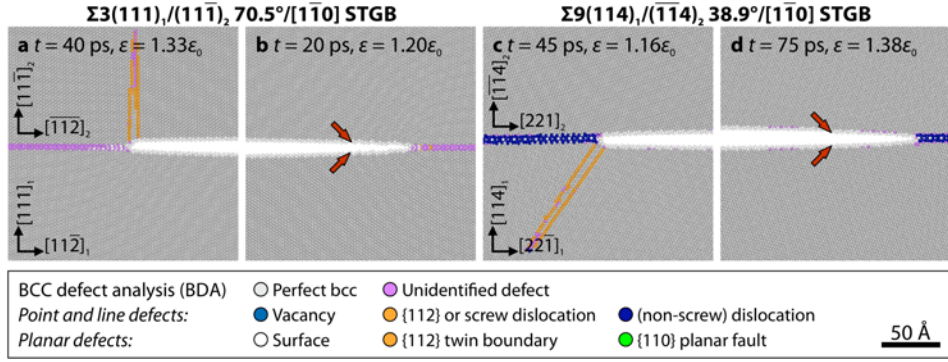 Σ3(111)₁/(111̅)₂ 70.5°/[11̅0] STGB
Σ9(114)₁/(1̅1̅4)₂ 38.9°/[11̅0] STGB
a t = 40 ps, ε = 1.33ε₀
b t = 20 ps, ε = 1.20ε₀
c t = 45 ps, ε = 1.16ε₀
d t = 75 ps, ε = 1.38ε₀
[111̅]₂
[1̅1̅2̅]₂
[111]₁
[112̅]₁
[1̅1̅4]₂
[221]₂
[114]₁
[221̅]₁
BCC defect analysis (BDA)
Perfect bcc
Unidentified defect
Point and line defects:
Vacancy
{112} or screw dislocation
(non-screw) dislocation
Planar defects:
Surface
{112} twin boundary
{110} planar fault
50 Å